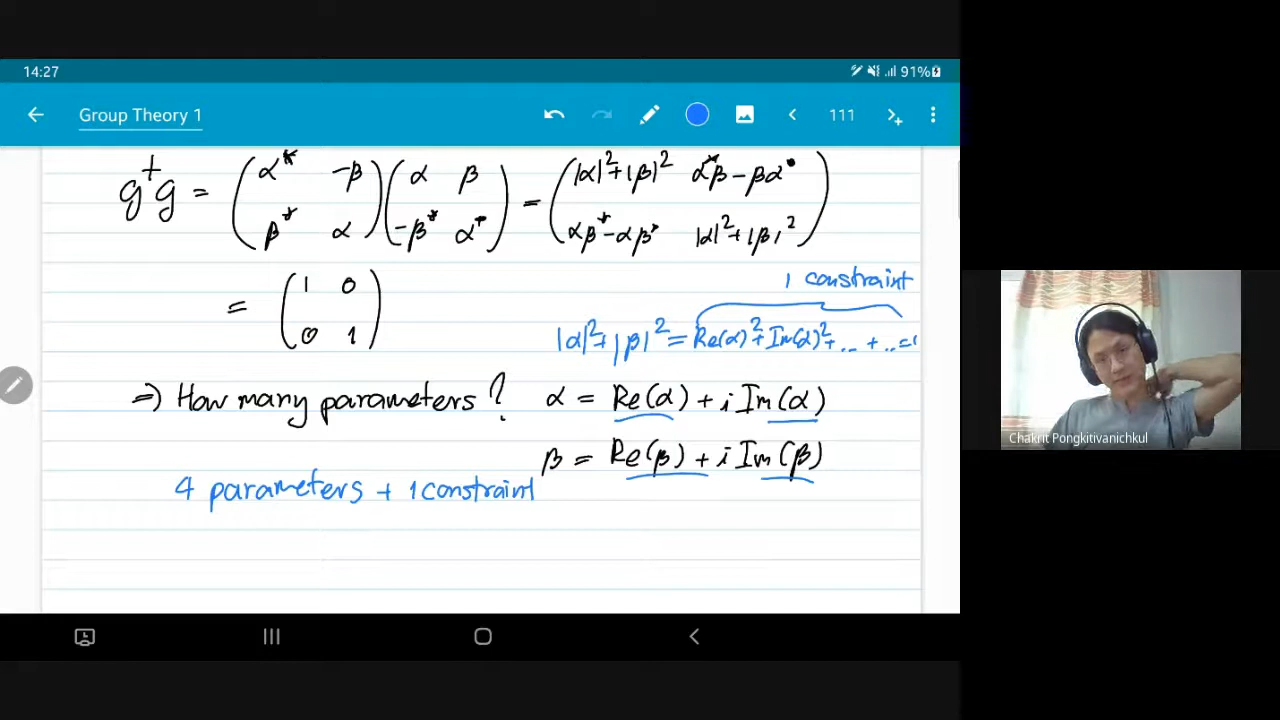 14:27
91%
Group Theory 1
111
g†g = (α* -β / β* α)(α β / -β* α*) = (|α|²+|β|² α*β-βα* / αβ*-αβ* |α|²+|β|²)
= (1 0 / 0 1)
1 constraint
|α|²+|β|² = Re(α)²+Im(α)²+...+..=1
⇒ How many parameters? α = Re(α) + i Im(α)
β = Re(β) + i Im(β)
4 parameters + 1 constraint
Chakrit Pongkitivanichkul